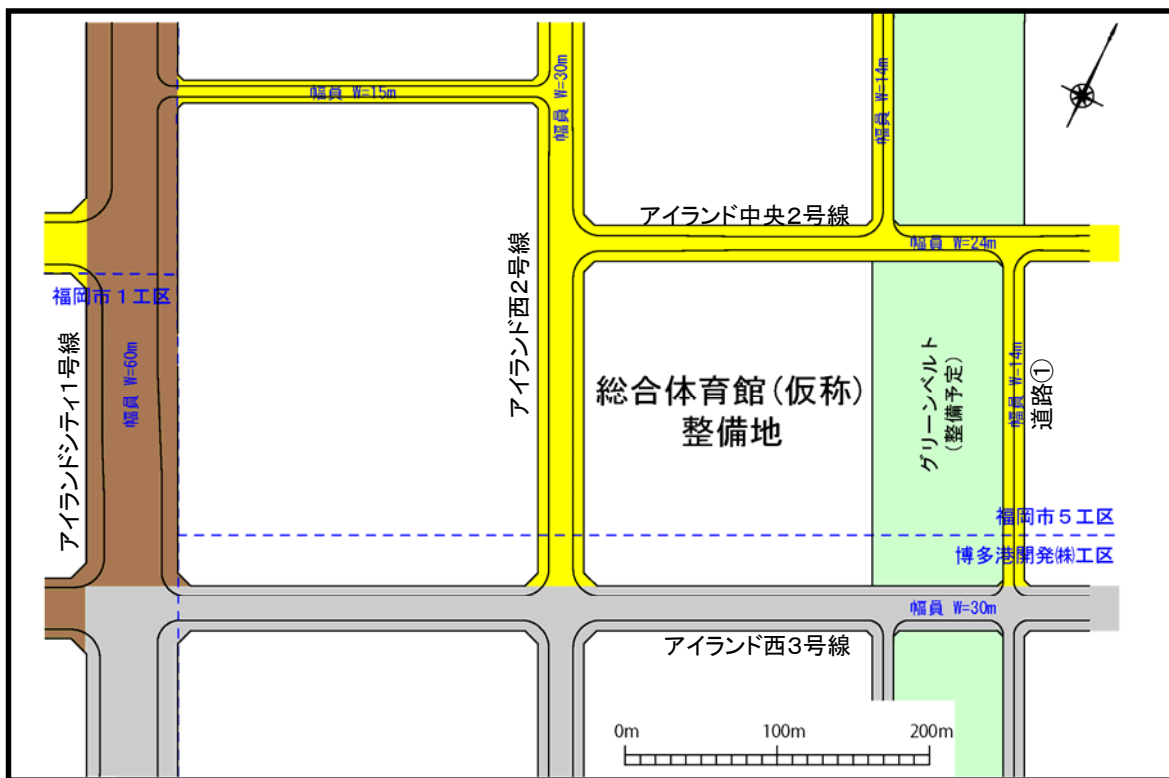 幅員 W=15m
幅員 W=30m
幅員 W=14m
アイランド中央2号線
幅員 W=24m
福岡市1工区
アイランドシティ1号線
幅員 W=60m
アイランド西2号線
総合体育館(仮称)
整備地
グリーンベルト
(整備予定)
幅員 W=14m
道路①
福岡市5工区
博多港開発㈱工区
幅員 W=30m
アイランド西3号線
0m
100m
200m